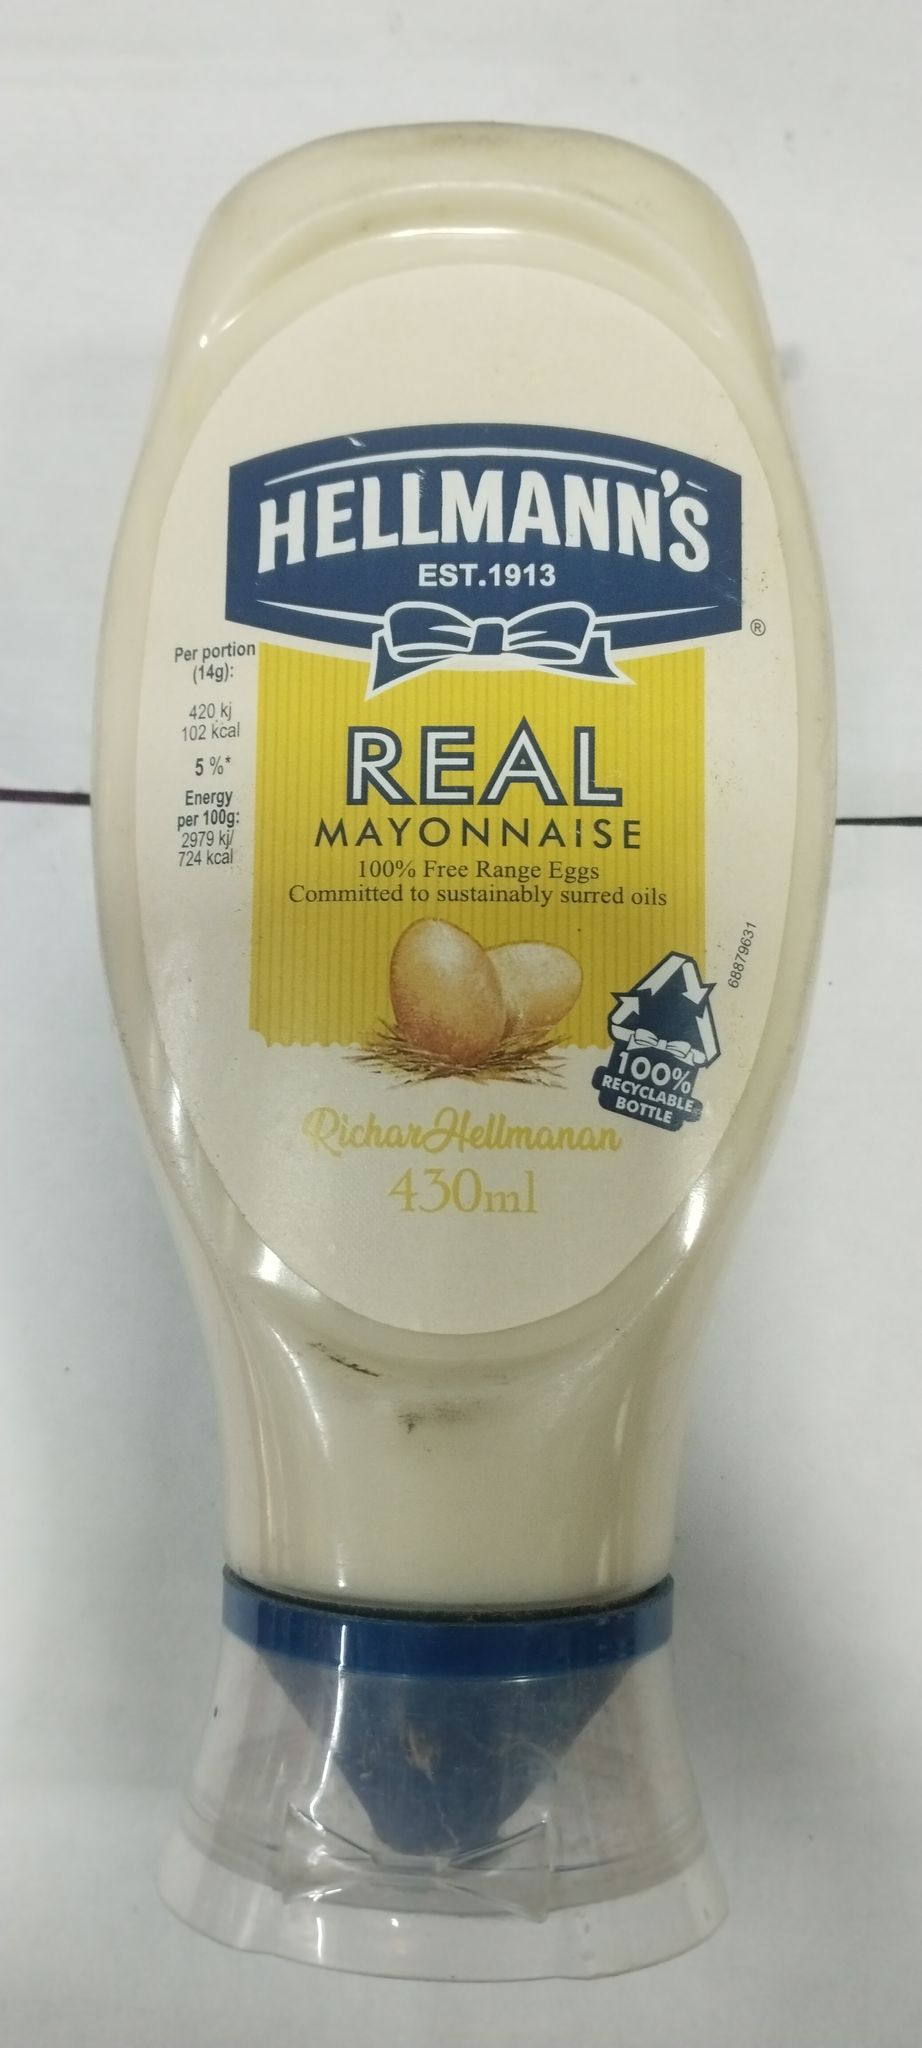 HELLMANN'S
EST.1913
®
Per portion
(14g):
420 kj
102 kcal
5 %*
Energy
per 100g:
2979 kj/
724 kcal
REAL
MAYONNAISE
100% Free Range Eggs
Committed to sustainably surred oils
68879631
100%
RECYCLABLE
BOTTLE
RicharHellmanan
430ml